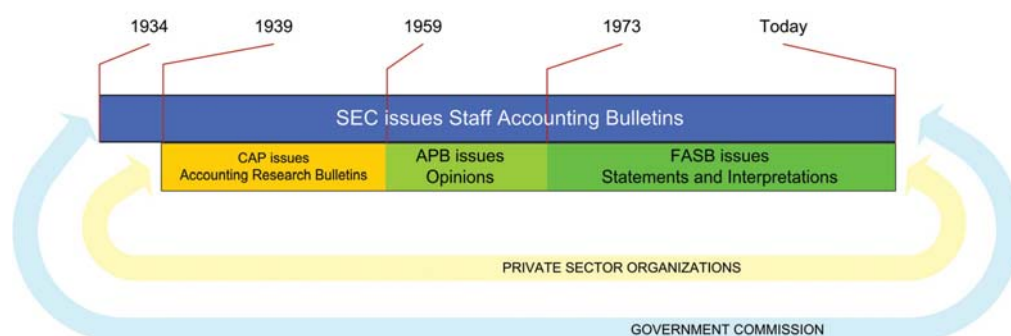 1934 1939 1959 1973 Today
SEC issues Staff Accounting Bulletins
CAP issues
Accounting Research Bulletins
APB issues
Opinions
FASB issues
Statements and Interpretations
PRIVATE SECTOR ORGANIZATIONS
GOVERNMENT COMMISSION